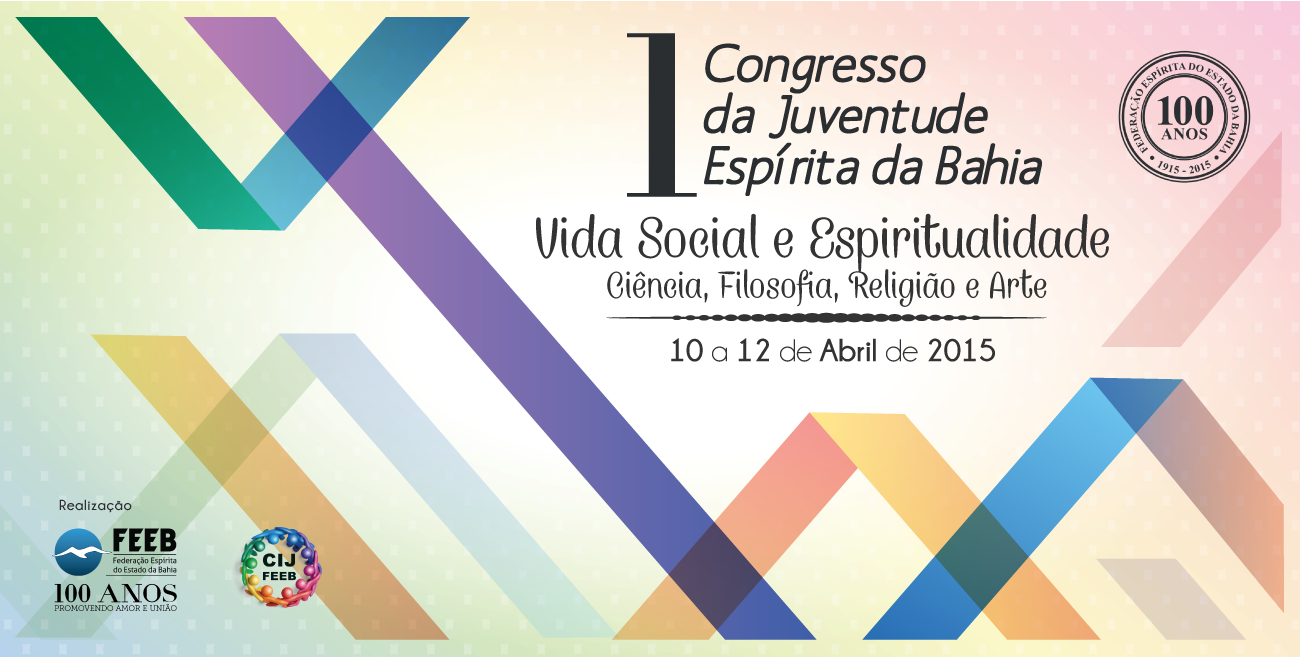 1 Congresso
da Juventude
Espírita da Bahia
FEDERAÇÃO ESPÍRITA DO ESTADO DA BAHIA
100
ANOS
• 1915 - 2015 •
Vida Social e Espiritualidade
Ciência, Filosofia, Religião e Arte
10 a 12 de Abril de 2015
Realização
FEEB
Federação Espírita
do Estado da Bahia
100 ANOS
PROMOVENDO AMOR E UNIÃO
CIJ
FEEB